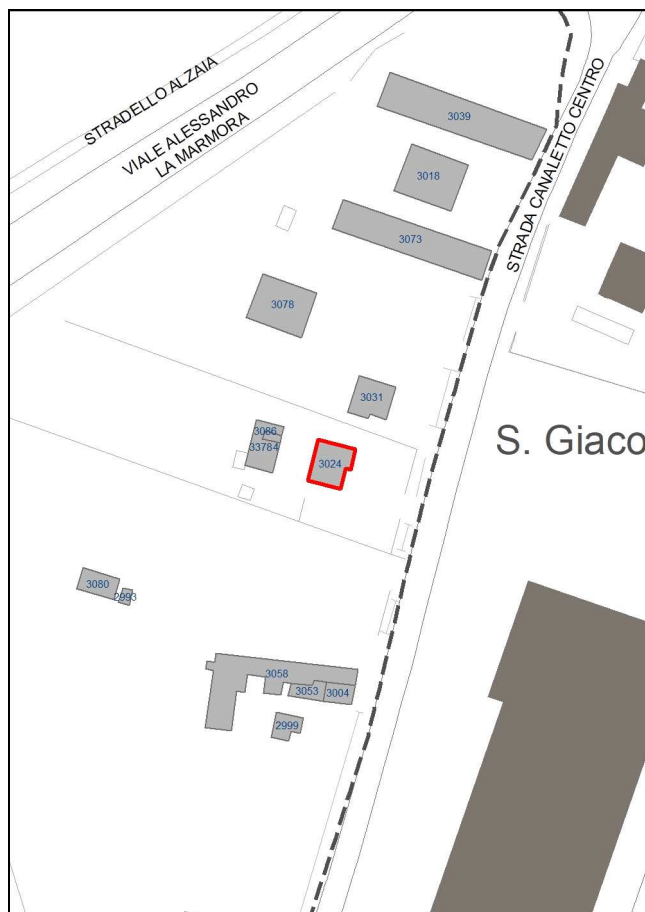 STRADELLO ALZAIA
VIALE ALESSANDRO
LA MARMORA
STRADA CANALETTO CENTRO
3039
3018
3073
3078
3031
3086
33784
3024
S. Giaco
3080
2993
3058
3053
3004
2999